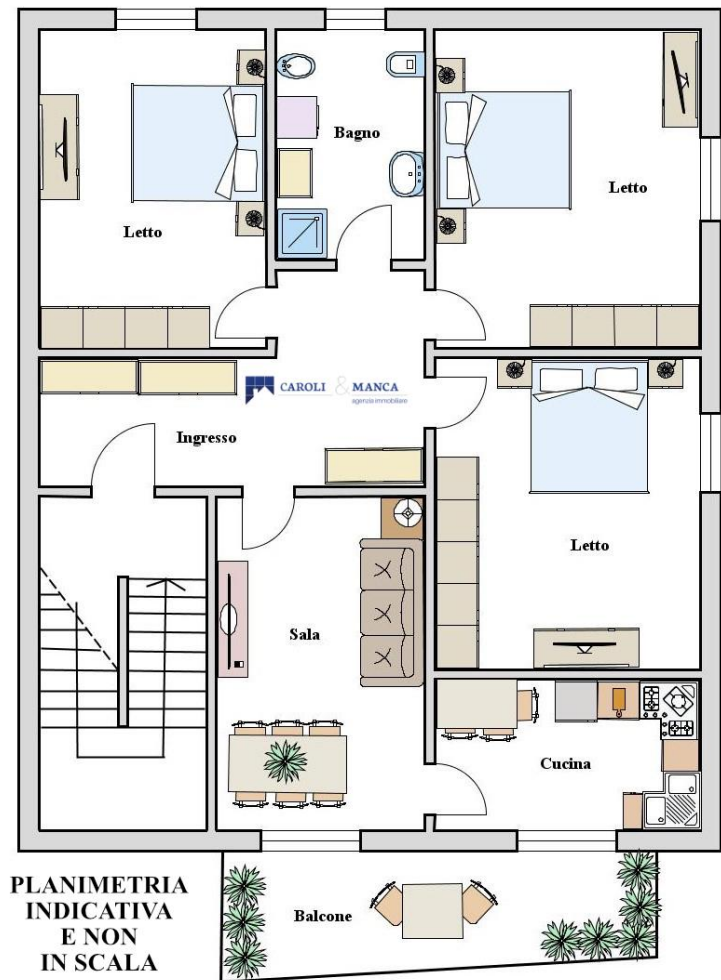 Bagno
Letto
Letto
CAROLI & MANCA
agenzia immobiliare
Ingresso
Letto
Sala
Cucina
Balcone
PLANIMETRIA
INDICATIVA
E NON
IN SCALA